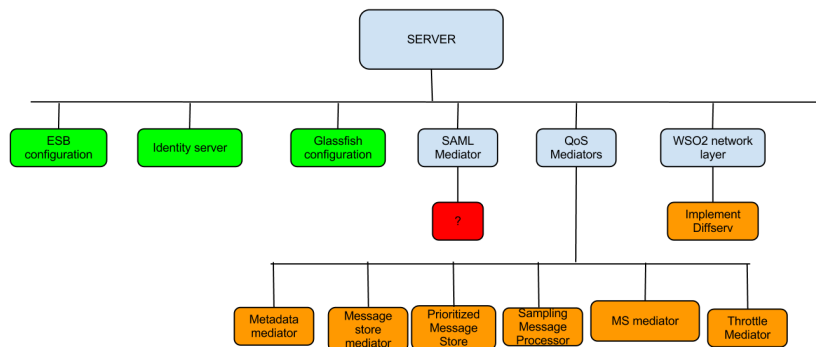 SERVER
ESB
configuration
Identity server
Glassfish
configuration
SAML
Mediator
QoS
Mediators
WSO2 network
layer
?
Implement
Diffserv
Metadata
mediator
Message
store
mediator
Prioritized
Message
Store
Sampling
Message
Processor
MS mediator
Throttle
Mediator